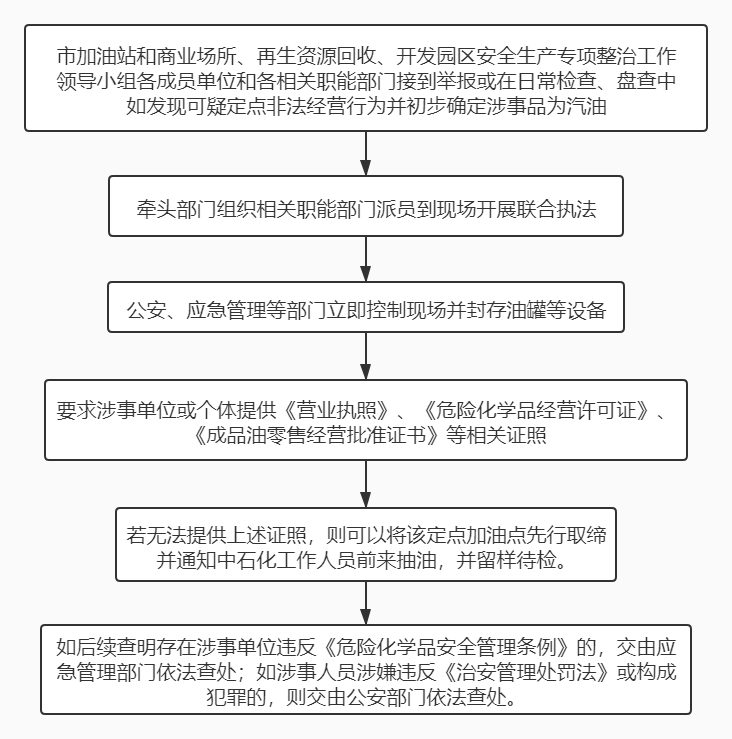 市加油站和商业场所、再生资源回收、开发园区安全生产专项整治工作
领导小组各成员单位和各相关职能部门接到举报或在日常检查、盘查中
如发现可疑定点非法经营行为并初步确定涉事品为汽油
牵头部门组织相关职能部门派员到现场开展联合执法
公安、应急管理等部门立即控制现场并封存油罐等设备
要求涉事单位或个体提供《营业执照》、《危险化学品经营许可证》、
《成品油零售经营批准证书》等相关证照
若无法提供上述证照，则可以将该定点加油点先行取缔
并通知中石化工作人员前来抽油，并留样待检。
如后续查明存在涉事单位违反《危险化学品安全管理条例》的，交由应
急管理部门依法查处；如涉事人员涉嫌违反《治安管理处罚法》或构成
犯罪的，则交由公安部门依法查处。